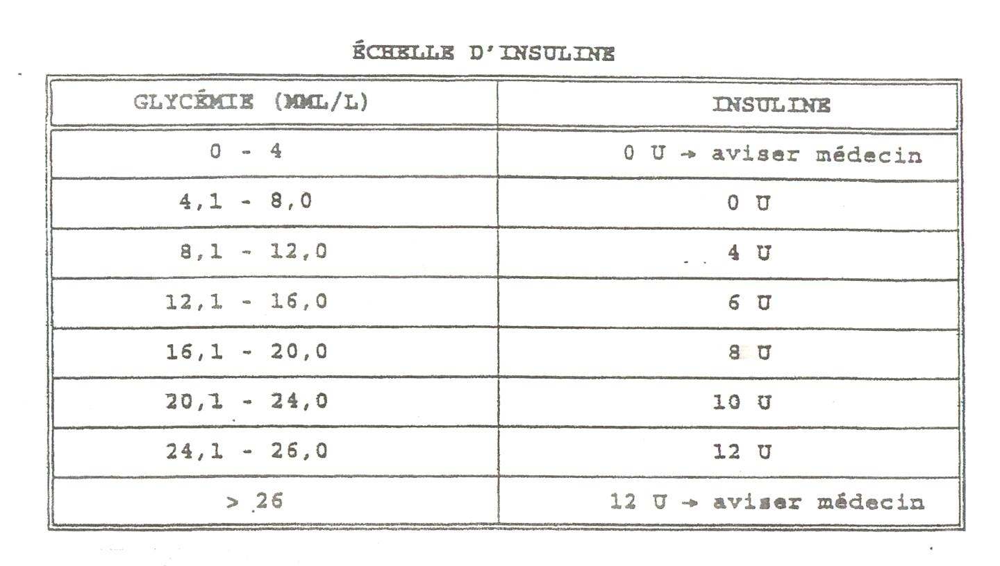 ÉCHELLE D'INSULINE
GLYCÉMIE (MML/L) INSULINE
0 - 4 0 U → aviser médecin
4,1 - 8,0 0 U
8,1 - 12,0 4 U
12,1 - 16,0 6 U
16,1 - 20,0 8 U
20,1 - 24,0 10 U
24,1 - 26,0 12 U
> 26 12 U → aviser médecin